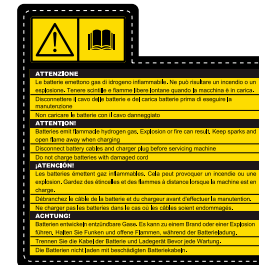 ATTENZIONE
Le batterie emettono gas di idrogeno infiammabile. Ne può risultare un incendio o un
esplosione. Tenere scintille e fiamme libere lontane quando la macchina è in carica.
Disconnettere il cavo delle batterie e del carica batterie prima di eseguire la
manutenzione
Non caricare le batterie con il cavo danneggiato
ATTENTION!
Batteries emit flammable hydrogen gas, Explosion or fire can result. Keep sparks and
open flame away when charging
Disconnect battery cables and charger plug before servicing machine
Do not charge batteries with damaged cord
¡ATENCIÓN!
Les batteries émettent gaz inflammables. Cela peut provoquer un incendie ou une
explosion. Gardez des étincelles et des flammes à distance lorsque la machine est en
charge.
Débranchez le câble de la batterie et du chargeur avant d'effectuer la manutention.
Ne charger pas les batteries dans le cas où les câbles soient endommagés.
ACHTUNG!
Batterien entwickeln entzündbare Gase. Es kann zu einem Brand oder einer Explosion
führen. Halten Sie Funken und offene Flammen, während der Batterieladung.
Trennen Sie die Kabel der Batterie und Ladegerät Bevor jede Wartung.
Die Batterien nicht laden mit beschädigten Batteriekabeln.